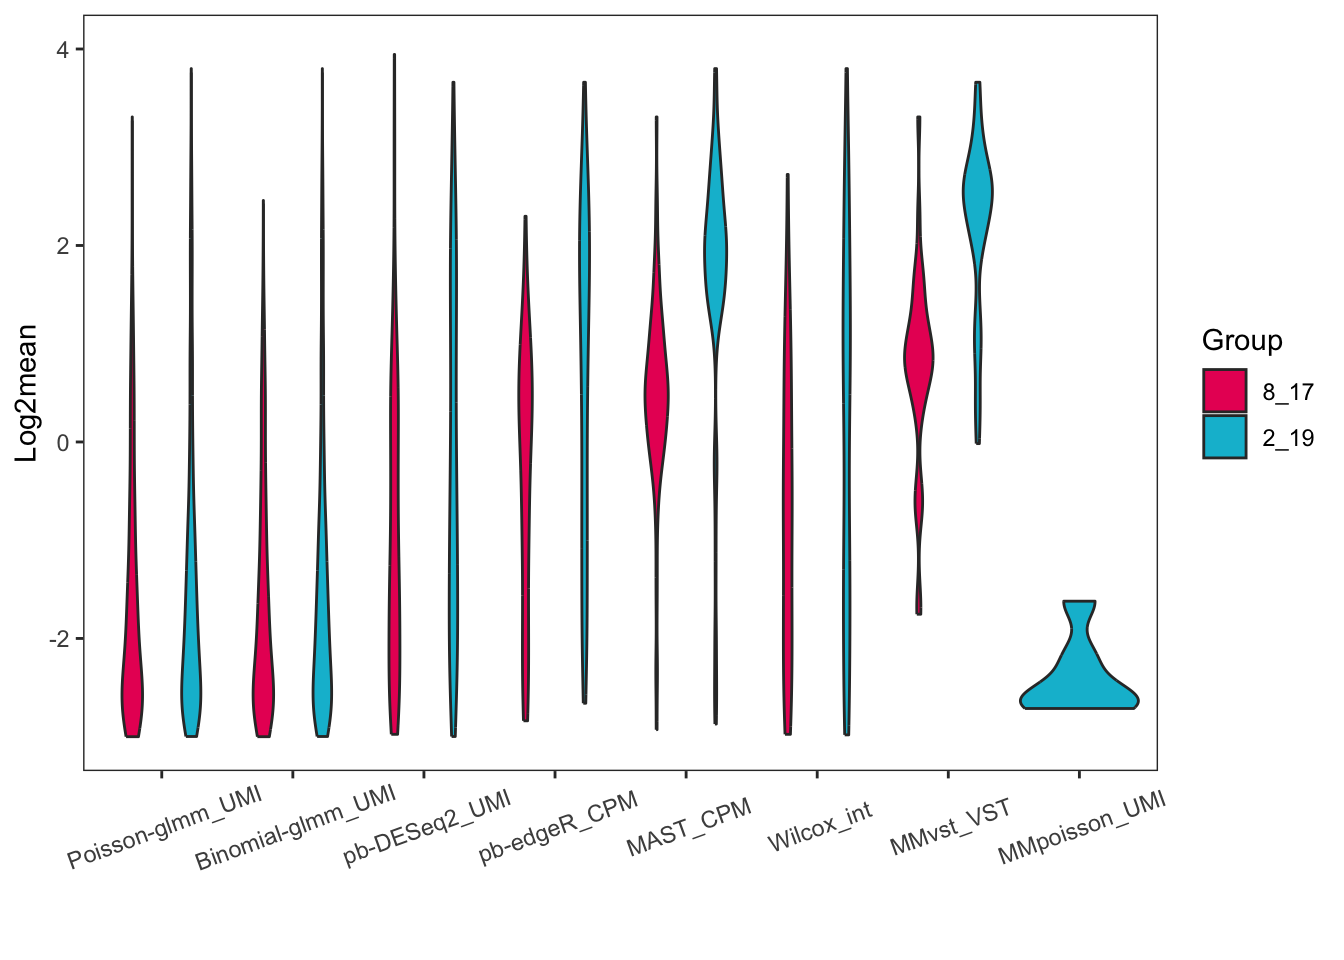 4
2
0
-2
Log2mean
Poisson-glmm_UMI
Binomial-glmm_UMI
pb-DESeq2_UMI
pb-edgeR_CPM
MAST_CPM
Wilcox_int
MMvst_VST
MMpoisson_UMI
Group
8_17
2_19